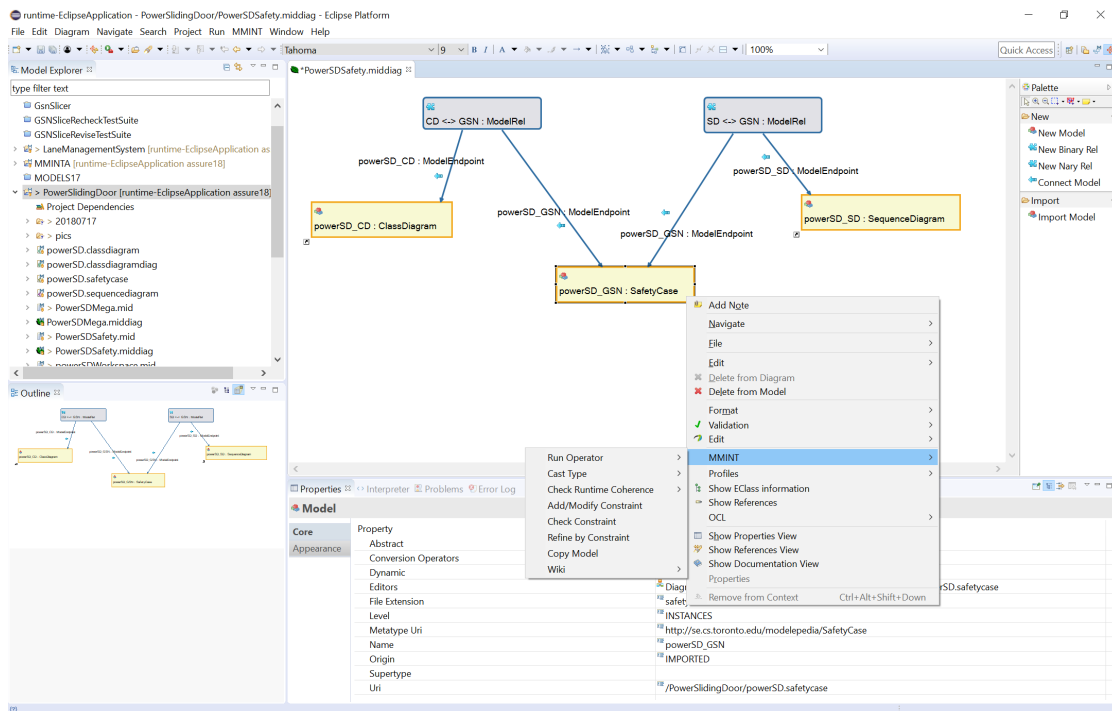 runtime-EclipseApplication - PowerSlidingDoor/PowerSDSafety.middiag - Eclipse Platform
File Edit Diagram Navigate Search Project Run MMINT Window Help
Tahoma 9 B I A 100% Quick Access
Model Explorer
type filter text
GsnSlicer
GSNSliceRecheckTestSuite
GSNSliceReviseTestSuite
> LaneManagementSystem [runtime-EclipseApplication as
MMINTA [runtime-EclipseApplication assure18]
MODELS17
> PowerSlidingDoor [runtime-EclipseApplication assure18]
Project Dependencies
> 20180717
> pics
powerSD.classdiagram
powerSD.classdiagramdiag
powerSD.safetycase
powerSD.sequencediagram
> PowerSDMega.mid
PowerSDMega.middiag
> PowerSDSafety.mid
> PowerSDSafety.middiag
> powerSDWorkspace.mid
Outline
*PowerSDSafety.middiag
CD <-> GSN : ModelRel
SD <-> GSN : ModelRel
powerSD_CD : ModelEndpoint
powerSD_SD : ModelEndpoint
powerSD_CD : ClassDiagram
powerSD_GSN : ModelEndpoint
powerSD_SD : SequenceDiagram
powerSD_GSN : ModelEndpoint
powerSD_GSN : SafetyCase
Palette
New
New Model
New Binary Rel
New Nary Rel
Connect Model
Import
Import Model
Add Note
Navigate
File
Edit
Delete from Diagram
Delete from Model
Format
Validation
Edit
MMINT
Profiles
Show EClass information
Show References
OCL
Show Properties View
Show References View
Show Documentation View
Properties
Remove from Context Ctrl+Alt+Shift+Down
Run Operator
Cast Type
Check Runtime Coherence
Add/Modify Constraint
Check Constraint
Refine by Constraint
Copy Model
Wiki
Properties Interpreter Problems Error Log
Model
Core
Appearance
Property
Abstract
Conversion Operators
Dynamic
Editors
File Extension
Level INSTANCES
Metatype Uri http://se.cs.toronto.edu/modelepedia/SafetyCase
Name powerSD_GSN
Origin IMPORTED
Supertype
Uri /PowerSlidingDoor/powerSD.safetycase